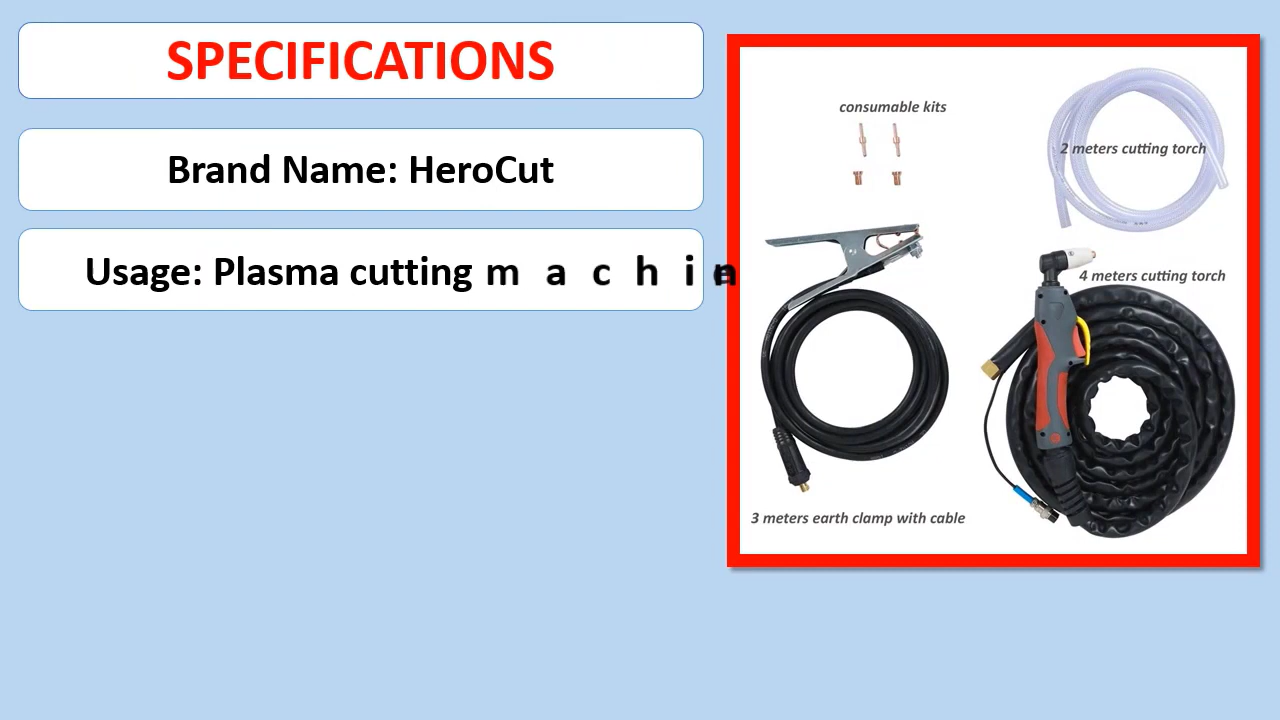 SPECIFICATIONS
Brand Name: HeroCut
Usage: Plasma cutting machine
consumable kits
2 meters cutting torch
4 meters cutting torch
3 meters earth clamp with cable